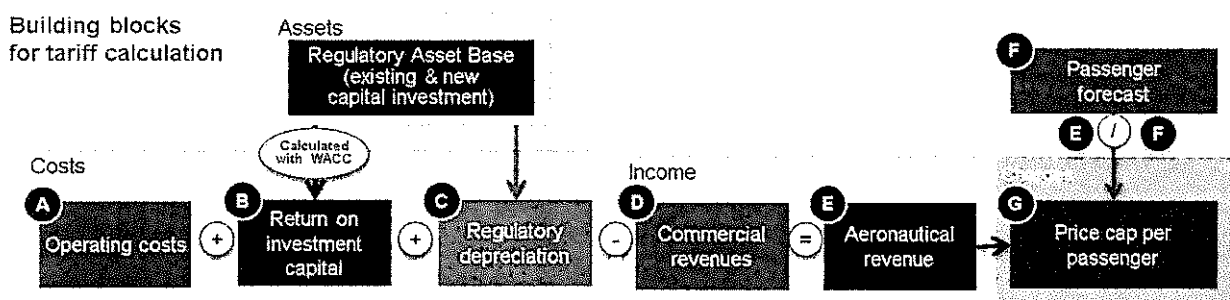 Building blocks
for tariff calculation
Assets
Regulatory Asset Base
(existing & new
capital investment)
F
Passenger
forecast
E / F
Calculated
with WACC
Costs
Income
A
Operating costs
+
B
Return on
investment
capital
+
C
Regulatory
depreciation
-
D
Commercial
revenues
=
E
Aeronautical
revenue
G
Price cap per
passenger